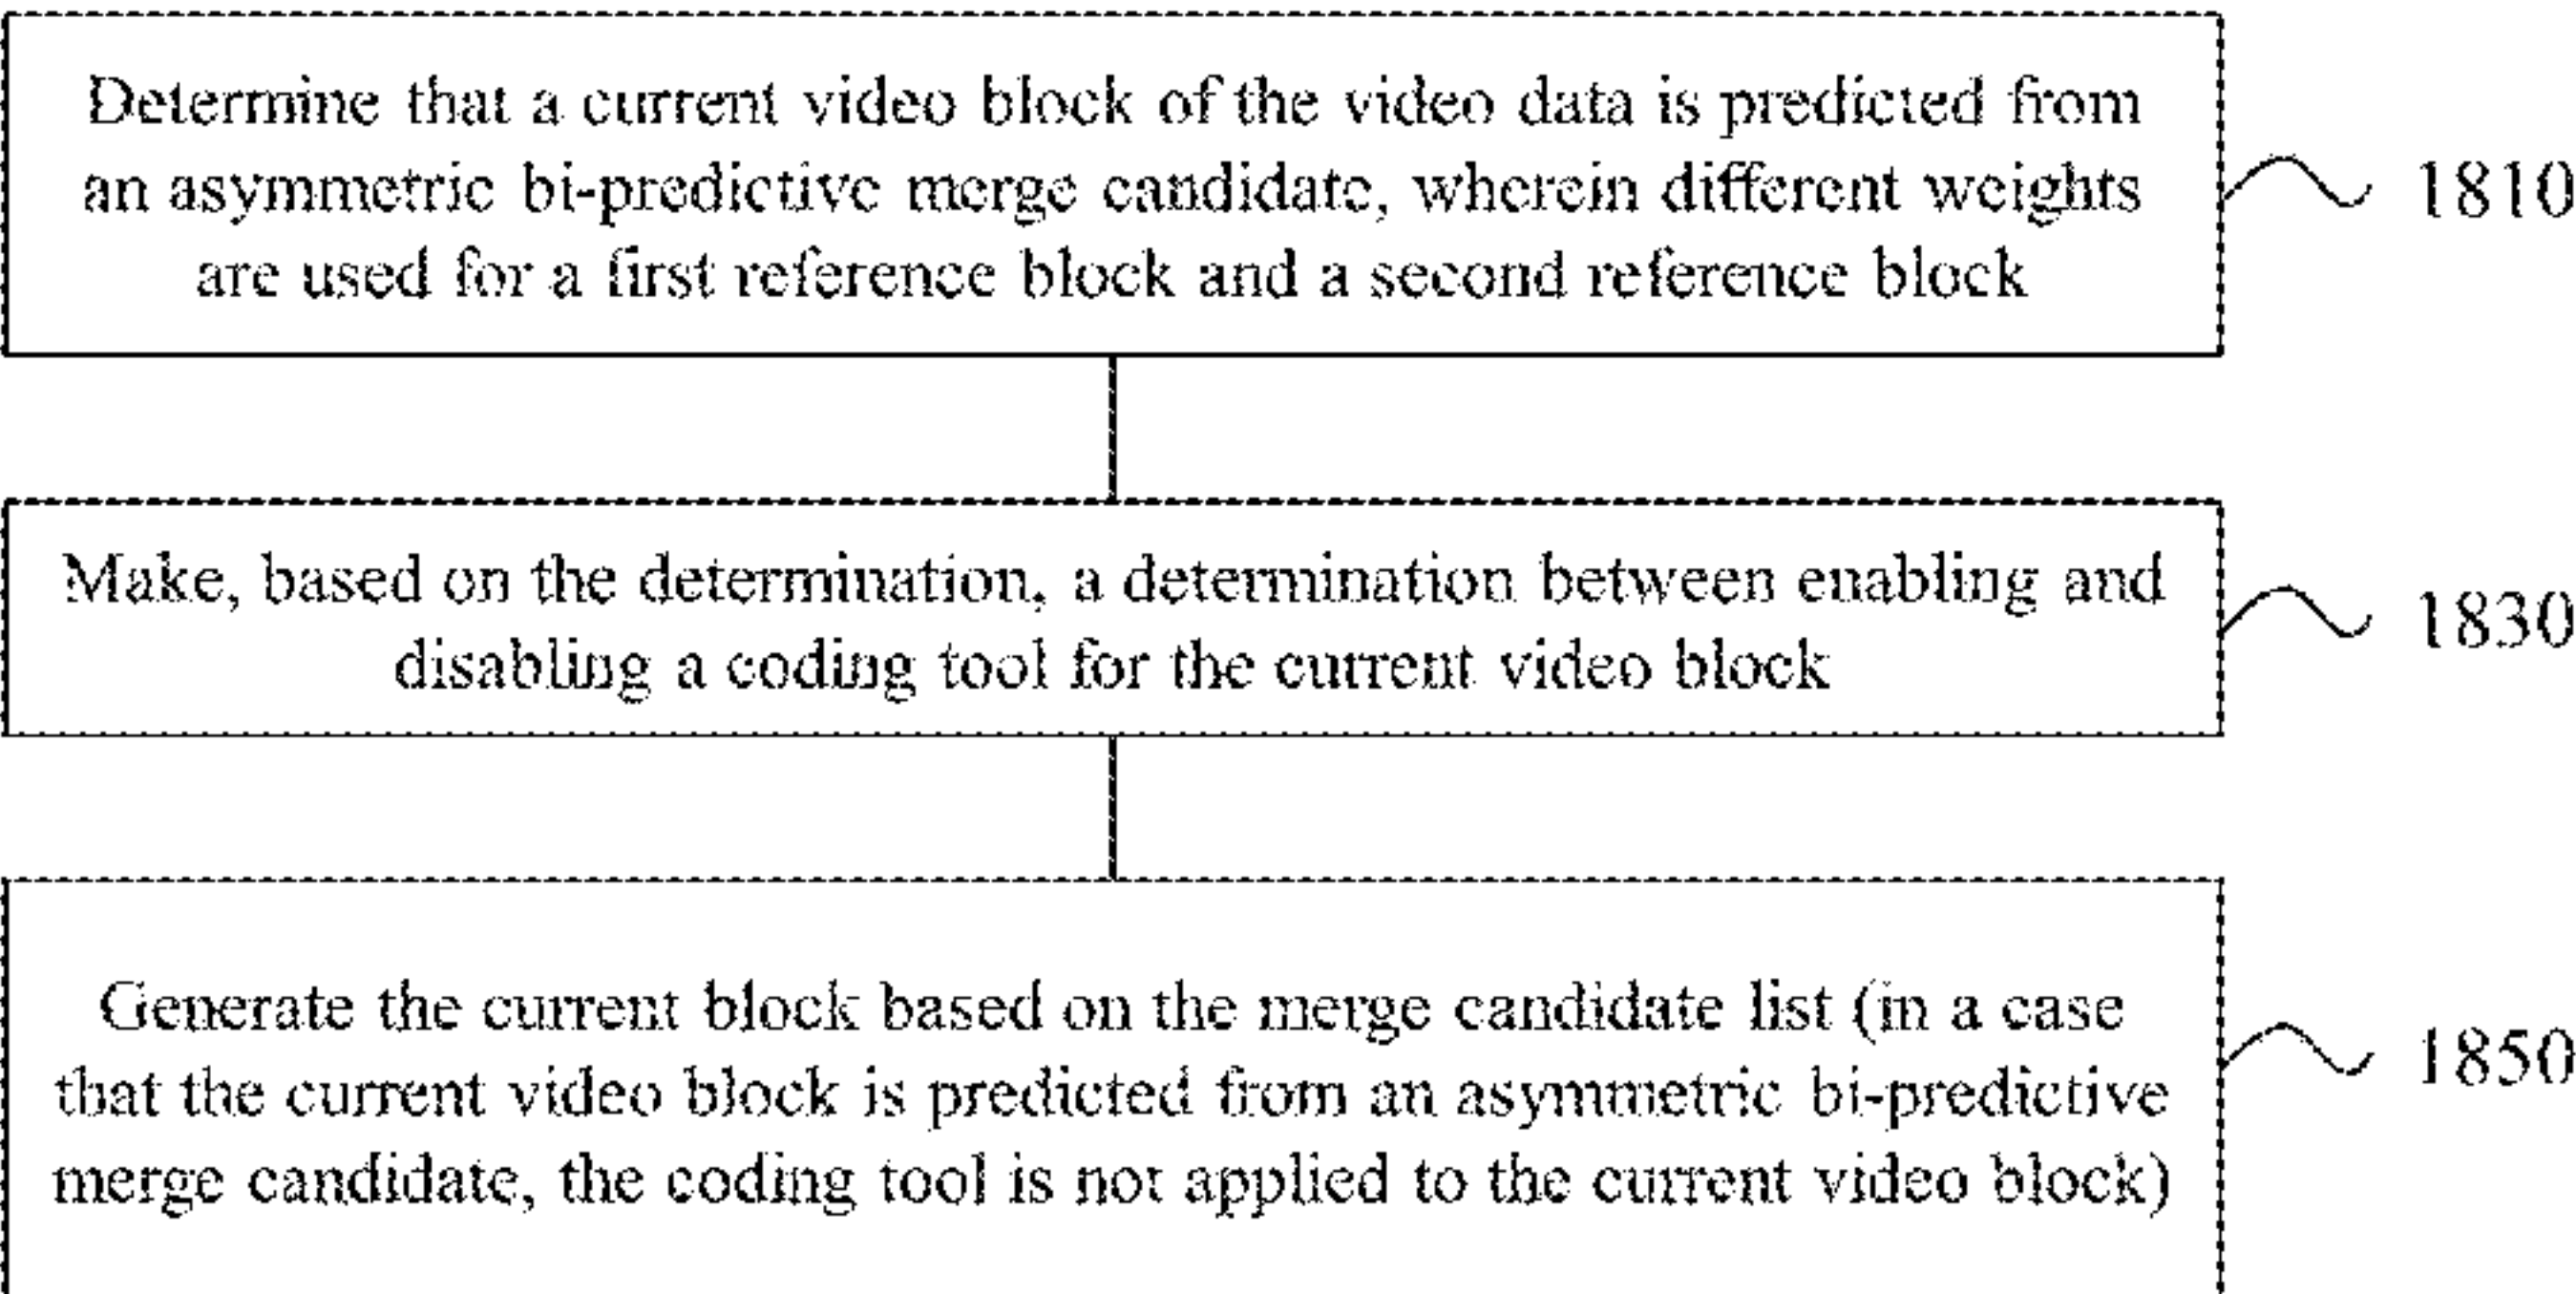 Determine that a current video block of the video data is predicted from
an asymmetric bi-predictive merge candidate, wherein different weights
are used for a first reference block and a second reference block
1810
Make, based on the determination, a determination between enabling and
disabling a coding tool for the current video block
1830
Generate the current block based on the merge candidate list (in a case
that the current video block is predicted from an asymmetric bi-predictive
merge candidate, the coding tool is not applied to the current video block)
1850